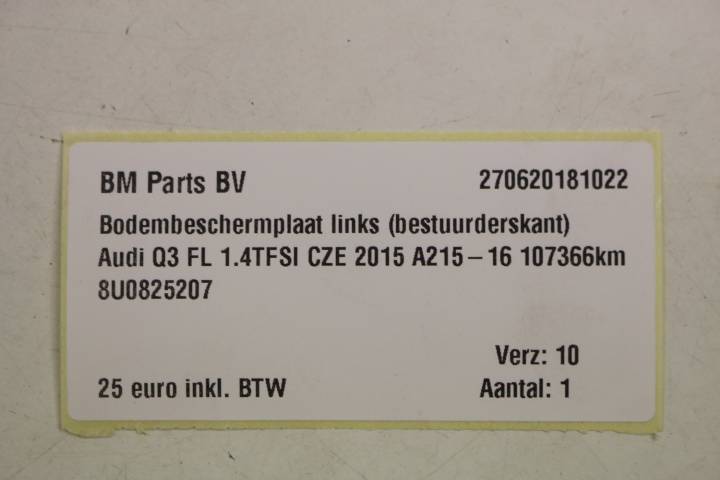 BM Parts BV 270620181022
Bodembeschermplaat links (bestuurderskant)
Audi Q3 FL 1.4TFSI CZE 2015 A215-16 107366km
8U0825207
Verz: 10
25 euro inkl. BTW Aantal: 1